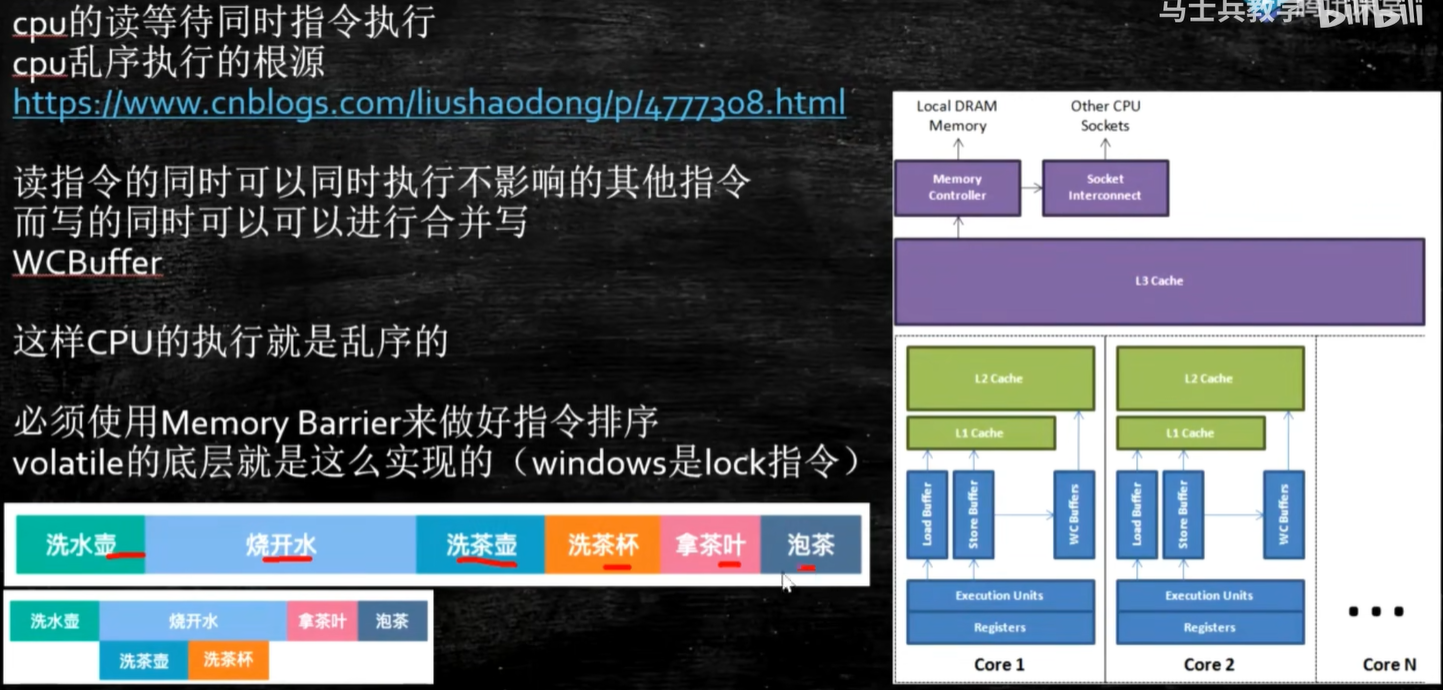 马士兵教学
bilibili
cpu的读等待同时指令执行
cpu乱序执行的根源
https://www.cnblogs.com/liushaodong/p/4777308.html
读指令的同时可以同时执行不影响的其他指令
而写的同时可以可以进行合并写
WCBuffer
这样CPU的执行就是乱序的
必须使用Memory Barrier来做好指令排序
volatile的底层就是这么实现的（windows是lock指令）
洗水壶 烧开水 洗茶壶 洗茶杯 拿茶叶 泡茶
洗水壶 烧开水 拿茶叶 泡茶
洗茶壶 洗茶杯
Local DRAM Memory
Other CPU Sockets
Memory Controller
Socket Interconnect
L3 Cache
L2 Cache
L1 Cache
Load Buffer
Store Buffer
WC Buffers
Execution Units
Registers
Core 1
L2 Cache
L1 Cache
Load Buffer
Store Buffer
WC Buffers
Execution Units
Registers
Core 2
...
Core N